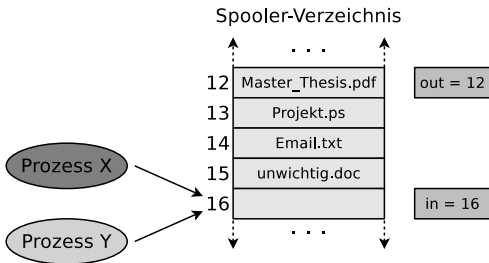 Spooler-Verzeichnis
. . .
12 Master_Thesis.pdf out = 12
13 Projekt.ps
14 Email.txt
Prozess X
15 unwichtig.doc
16 in = 16
Prozess Y
. . .